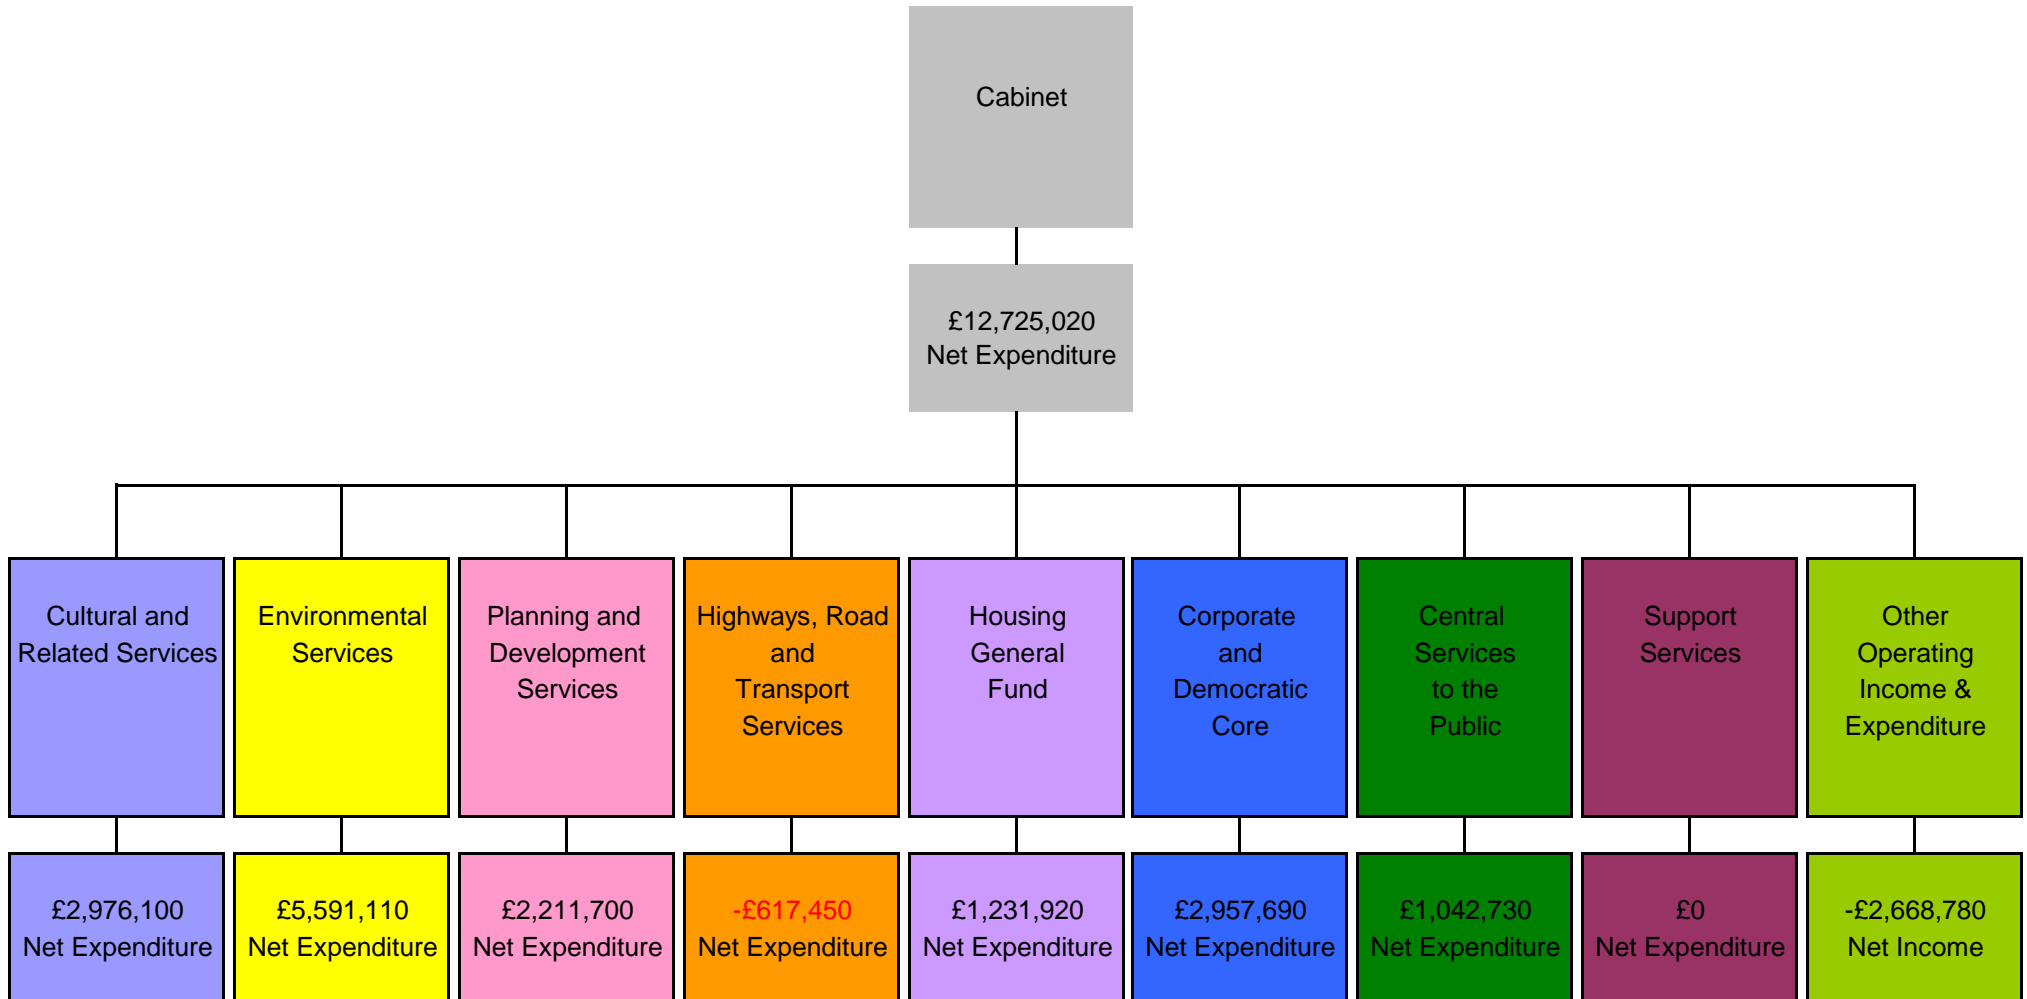 Cabinet
£12,725,020
Net Expenditure
Cultural and
Related Services
Environmental
Services
Planning and
Development
Services
Highways, Road
and
Transport
Services
Housing
General
Fund
Corporate
and
Democratic
Core
Central
Services
to the
Public
Support
Services
Other
Operating
Income &
Expenditure
£2,976,100
Net Expenditure
£5,591,110
Net Expenditure
£2,211,700
Net Expenditure
-£617,450
Net Expenditure
£1,231,920
Net Expenditure
£2,957,690
Net Expenditure
£1,042,730
Net Expenditure
£0
Net Expenditure
-£2,668,780
Net Income